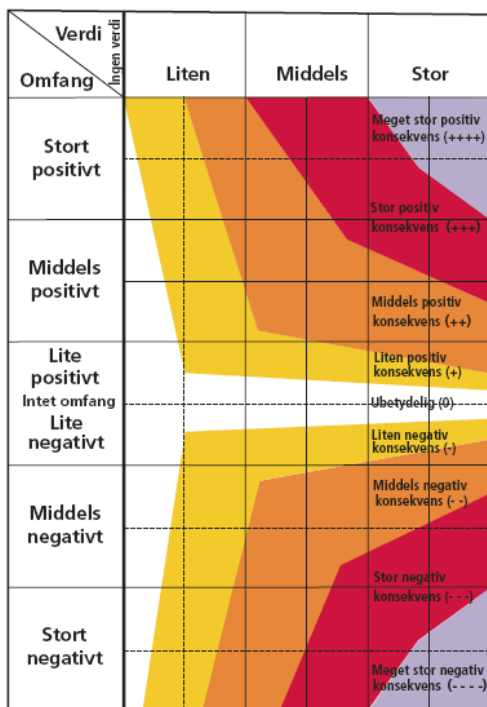 Verdi
Omfang
Ingen verdi
Liten
Middels
Stor
Stort
positivt
Meget stor positiv
konsekvens (++++)
Stor positiv
konsekvens (+++)
Middels
positivt
Middels positiv
konsekvens (++)
Lite
positivt
Liten positiv
konsekvens (+)
Intet omfang
Ubetydelig (0)
Lite
negativt
Liten negativ
konsekvens (-)
Middels
negativt
Middels negativ
konsekvens (- -)
Stor negativ
konsekvens (- - -)
Stort
negativt
Meget stor negativ
konsekvens (- - - -)